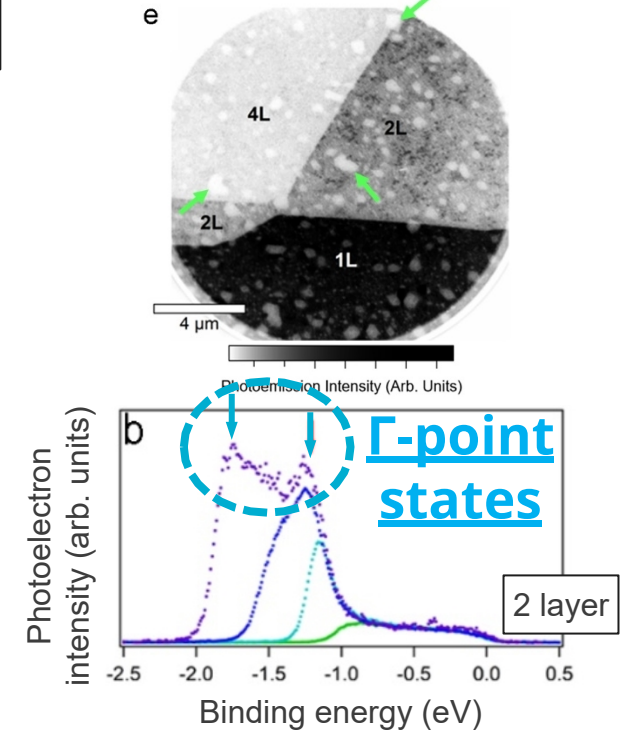 e
4L
2L
2L
1L
4 μm
Photoemission Intensity (Arb. Units)
b
Γ-point
states
Photoelectron
intensity (arb. units)
2 layer
-2.5 -2.0 -1.5 -1.0 -0.5 0.0 0.5
Binding energy (eV)